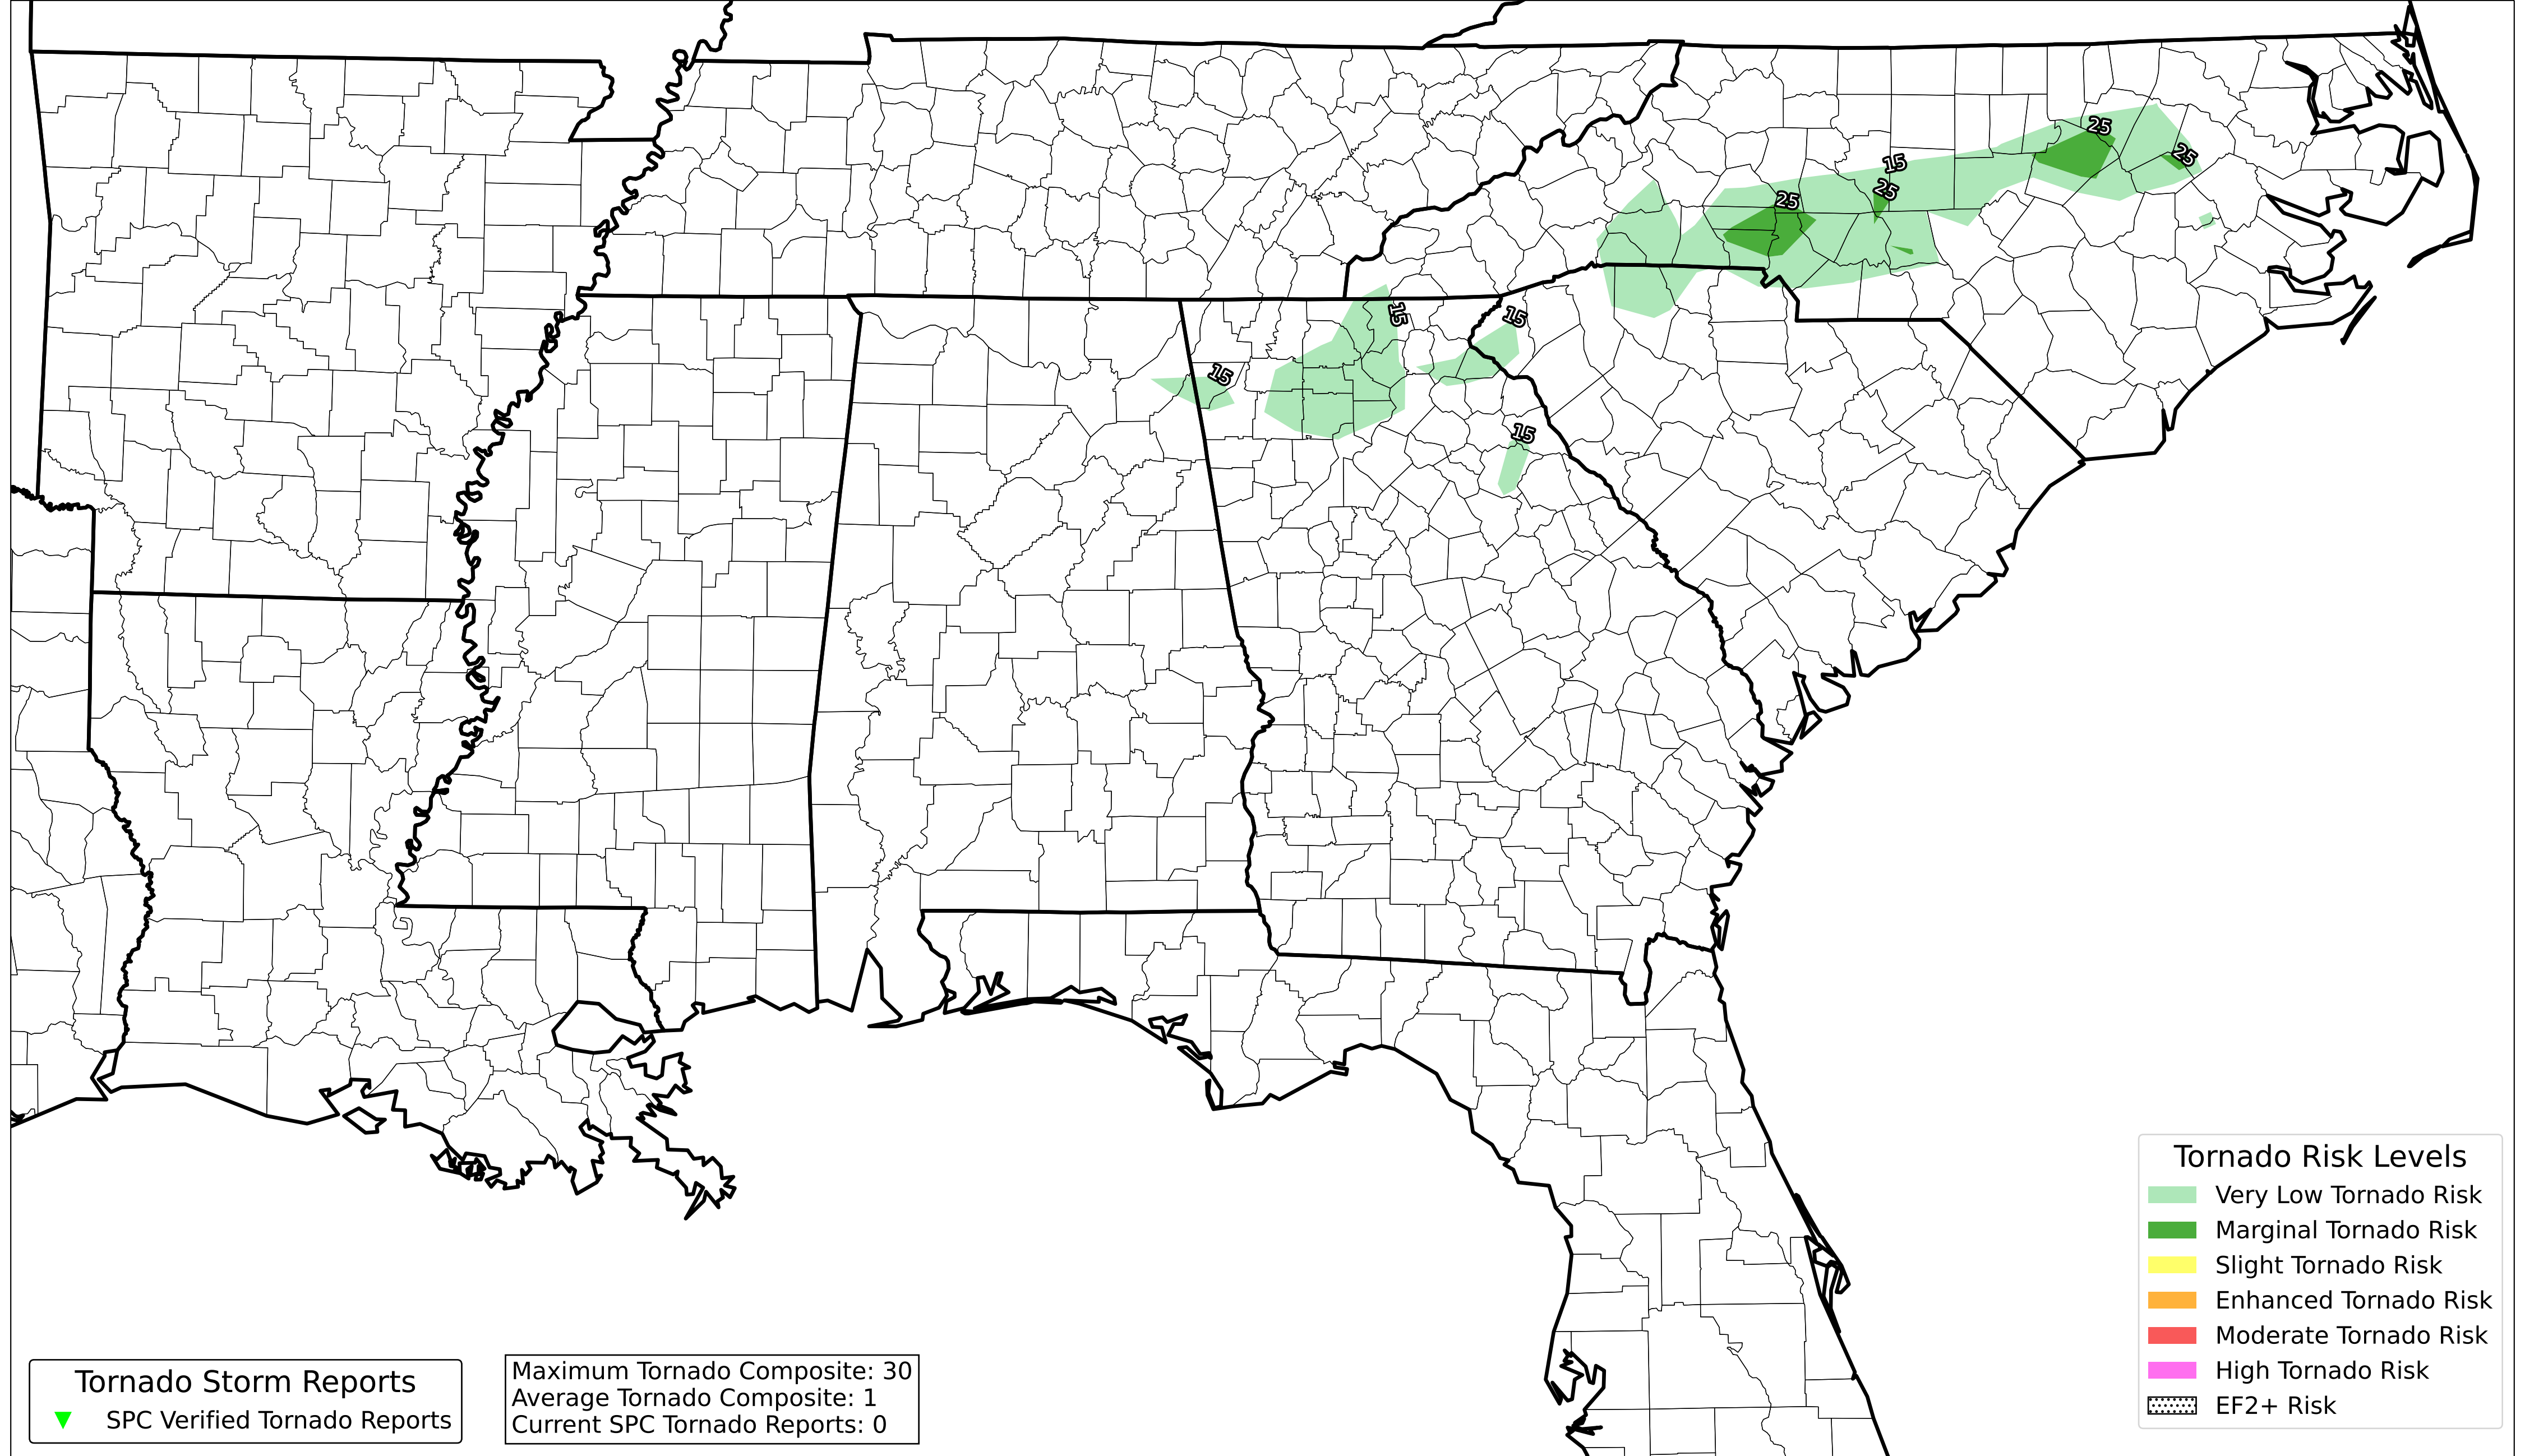 25
25
15
25
25
15
15
15
15
Tornado Risk Levels
Very Low Tornado Risk
Marginal Tornado Risk
Slight Tornado Risk
Enhanced Tornado Risk
Moderate Tornado Risk
High Tornado Risk
EF2+ Risk
Tornado Storm Reports
SPC Verified Tornado Reports
Maximum Tornado Composite: 30
Average Tornado Composite: 1
Current SPC Tornado Reports: 0